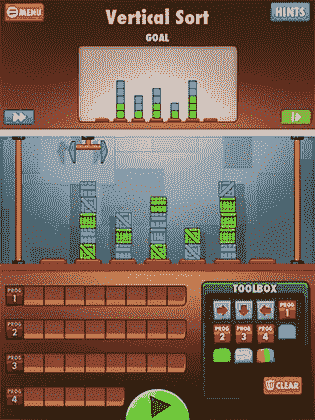 MENU
Vertical Sort
HINTS
GOAL
TOOLBOX
PROG
1
PROG
1
PROG
2
PROG
2
PROG
3
PROG
4
PROG
3
CLEAR
PROG
4